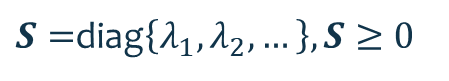 𝑺 =diag{λ₁, λ₂, …}, 𝑺 ≥ 0